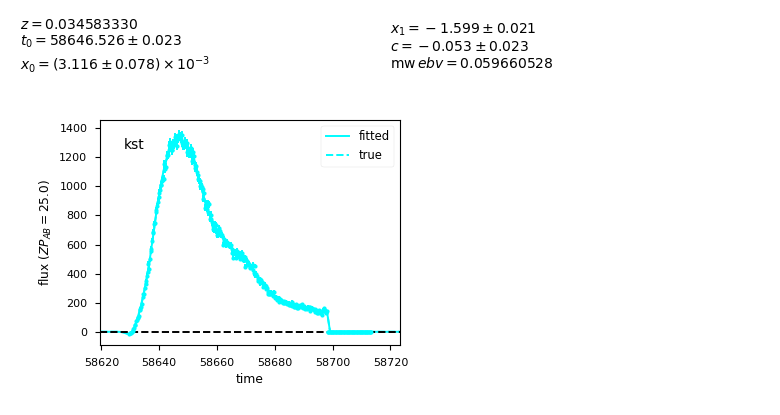 z = 0.034583330
t₀ = 58646.526 ± 0.023
x₀ = (3.116 ± 0.078) × 10⁻³
x₁ = −1.599 ± 0.021
c = −0.053 ± 0.023
mw ebv = 0.059660528
kst
fitted
true
1400
1200
1000
800
600
400
200
0
flux (ZP_AB = 25.0)
58620 58640 58660 58680 58700 58720
time